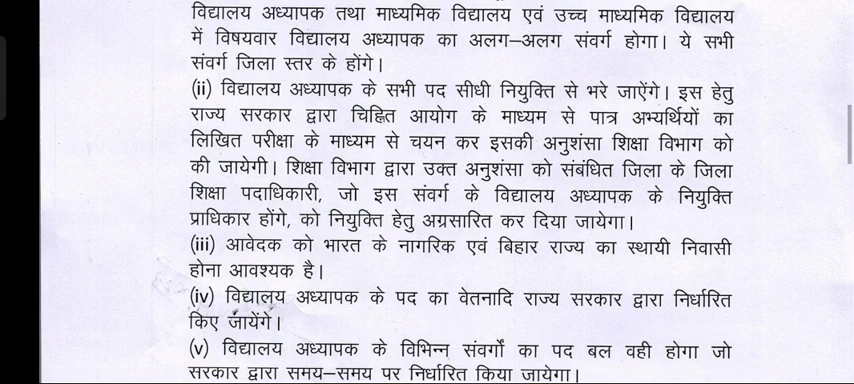 विद्यालय अध्यापक तथा माध्यमिक विद्यालय एवं उच्च माध्यमिक विद्यालय
में विषयवार विद्यालय अध्यापक का अलग–अलग संवर्ग होगा। ये सभी
संवर्ग जिला स्तर के होंगे।
(ii) विद्यालय अध्यापक के सभी पद सीधी नियुक्ति से भरे जाऐंगे। इस हेतु
राज्य सरकार द्वारा चिह्नित आयोग के माध्यम से पात्र अभ्यर्थियों का
लिखित परीक्षा के माध्यम से चयन कर इसकी अनुशंसा शिक्षा विभाग को
की जायेगी। शिक्षा विभाग द्वारा उक्त अनुशंसा को संबंधित जिला के जिला
शिक्षा पदाधिकारी, जो इस संवर्ग के विद्यालय अध्यापक के नियुक्ति
प्राधिकार होंगे, को नियुक्ति हेतु अग्रसारित कर दिया जायेगा।
(iii) आवेदक को भारत के नागरिक एवं बिहार राज्य का स्थायी निवासी
होना आवश्यक है।
(iv) विद्यालय अध्यापक के पद का वेतनादि राज्य सरकार द्वारा निर्धारित
किए जायेंगे।
(v) विद्यालय अध्यापक के विभिन्न संवर्गों का पद बल वही होगा जो
सरकार द्वारा समय–समय पर निर्धारित किया जायेगा।